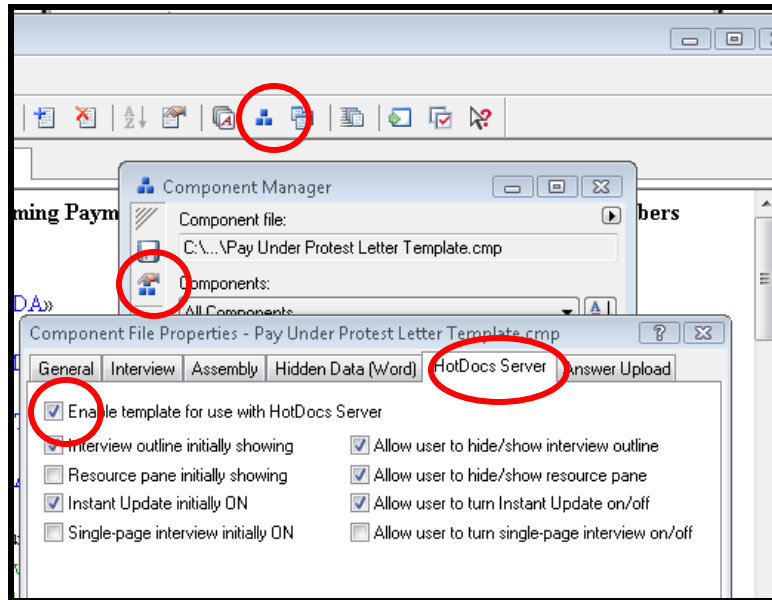 Component Manager
ming Paym
bers
Component file:
C:\...\Pay Under Protest Letter Template.cmp
Components:
All Components
DA»
Component File Properties - Pay Under Protest Letter Template.cmp
General Interview Assembly Hidden Data (Word) HotDocs Server Answer Upload
Enable template for use with HotDocs Server
Interview outline initially showing Allow user to hide/show interview outline
Resource pane initially showing Allow user to hide/show resource pane
Instant Update initially ON Allow user to turn Instant Update on/off
Single-page interview initially ON Allow user to turn single-page interview on/off